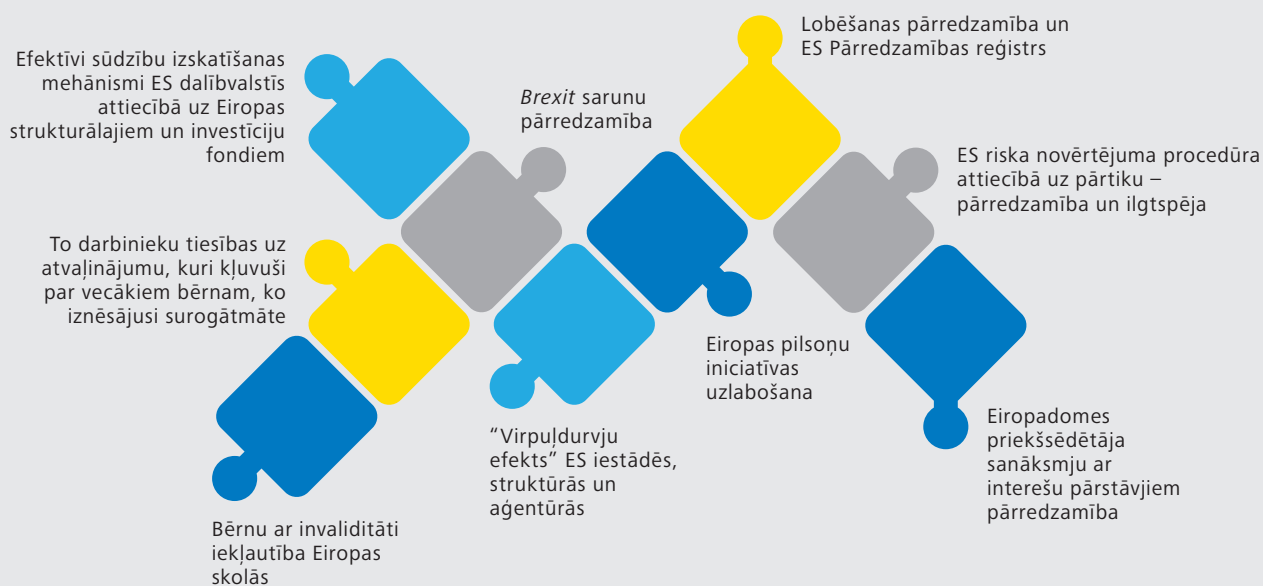 Efektīvi sūdzību izskatīšanas
mehānismi ES dalībvalstīs
attiecībā uz Eiropas
strukturālajiem un investīciju
fondiem
Brexit sarunu
pārredzamība
Lobēšanas pārredzamība un
ES Pārredzamības reģistrs
ES riska novērtējuma procedūra
attiecībā uz pārtiku –
pārredzamība un ilgtspēja
To darbinieku tiesības uz
atvaļinājumu, kuri kļuvuši
par vecākiem bērnam, ko
iznēsājusi surogātmāte
Eiropas pilsoņu
iniciatīvas
uzlabošana
"Virpuļdurvju
efekts” ES iestādēs,
struktūrās un
aģentūrās
Eiropadomes
priekšsēdētāja
sanāksmju ar
interešu pārstāvjiem
pārredzamība
Bērnu ar invaliditāti
iekļautība Eiropas
skolās